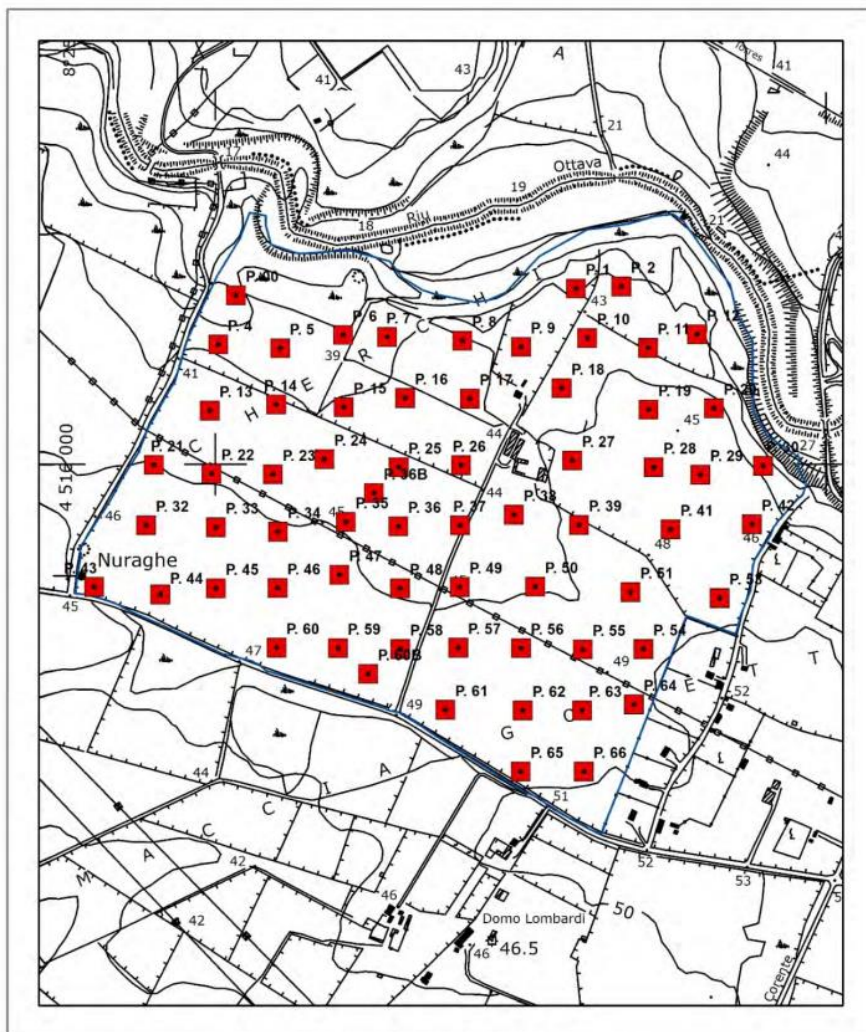 8°26
41
43
A
Torres
41
21
44
Ottava
19
Riu
18
21
P. 1
P. 2
H
43
P. 6
P. 7
P. 8
C
P. 10
P. 12
P. 4
P. 5
P. 9
P. 11
39
R
41
P. 18
P. 14
E
P. 15
P. 16
P. 17
P. 13
H
P. 19
45
44
P. 24
P. 21
C
P. 22
P. 23
P. 25
P. 26
P. 27
P. 28
P. 29
27
4 516 000
P. 36B
44
P. 38
46
P. 32
P. 33
P. 34
45
P. 35
P. 36
P. 37
P. 39
P. 41
P. 42
48
46
Nuraghe
P. 47
P. 43
P. 44
P. 45
P. 46
P. 48
P. 49
P. 50
P. 51
P. 53
45
P. 60
P. 59
P. 58
P. 57
P. 56
P. 55
P. 54
47
P. 60B
49
T
T
E
P. 61
P. 62
P. 63
P. 64
52
49
O
G
P. 65
P. 66
44
A
I
51
C
C
52
53
A
42
M
46
42
Domo Lombardi
50
46
46.5
Corente